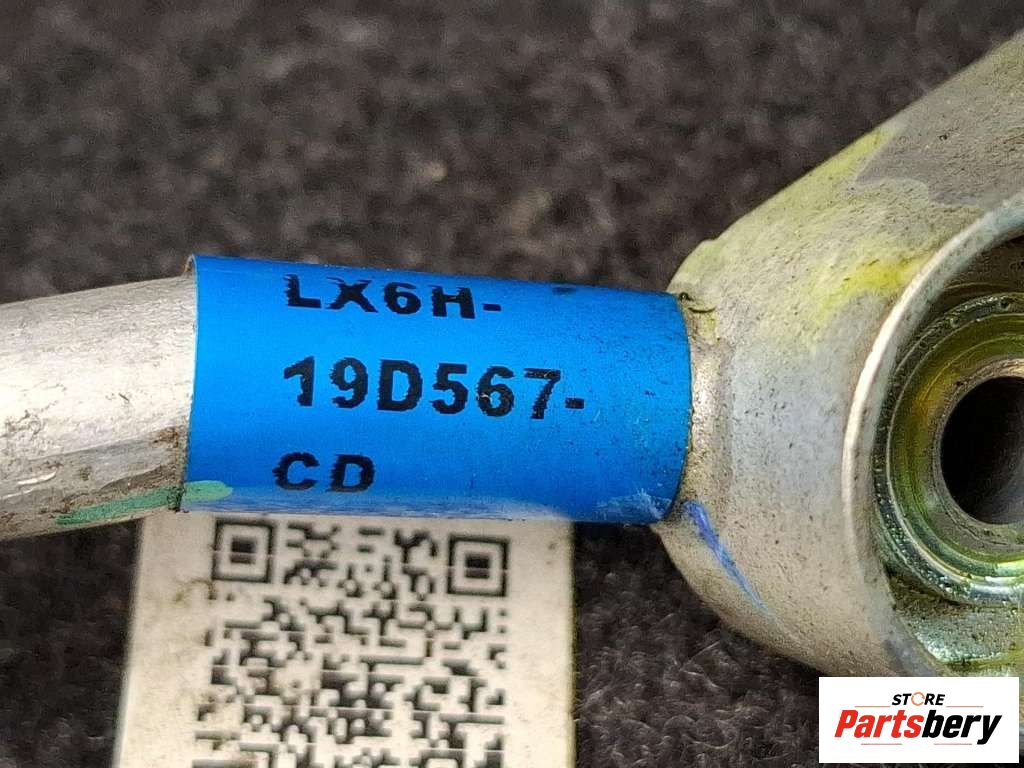 LX6H-
19D567-
CD
STORE
Partsbery